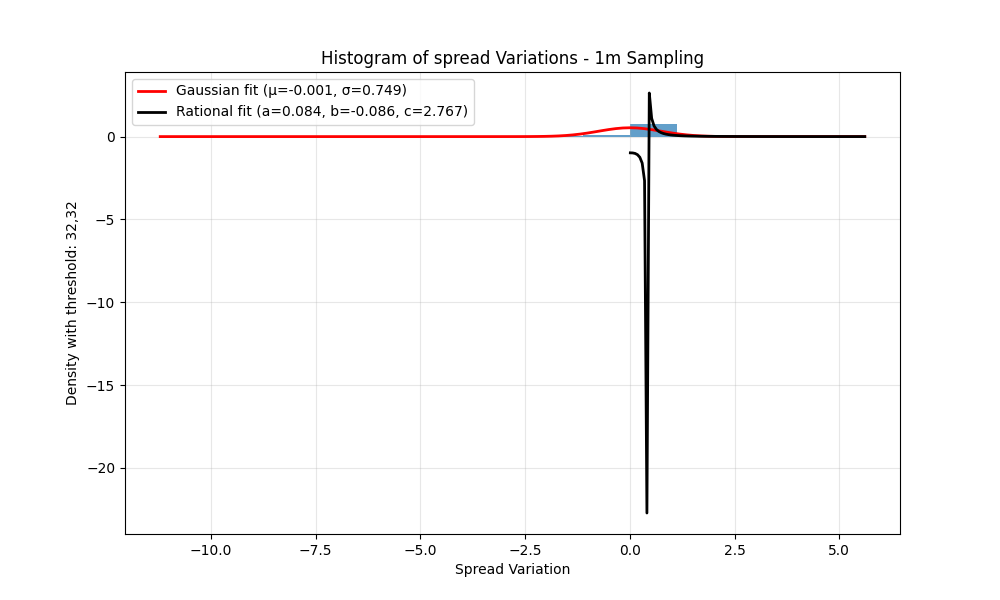 Histogram of spread Variations - 1m Sampling
Gaussian fit (μ=-0.001, σ=0.749)
Rational fit (a=0.084, b=-0.086, c=2.767)
Density with threshold: 32,32
0
−5
−10
−15
−20
−10.0
−7.5
−5.0
−2.5
0.0
2.5
5.0
Spread Variation